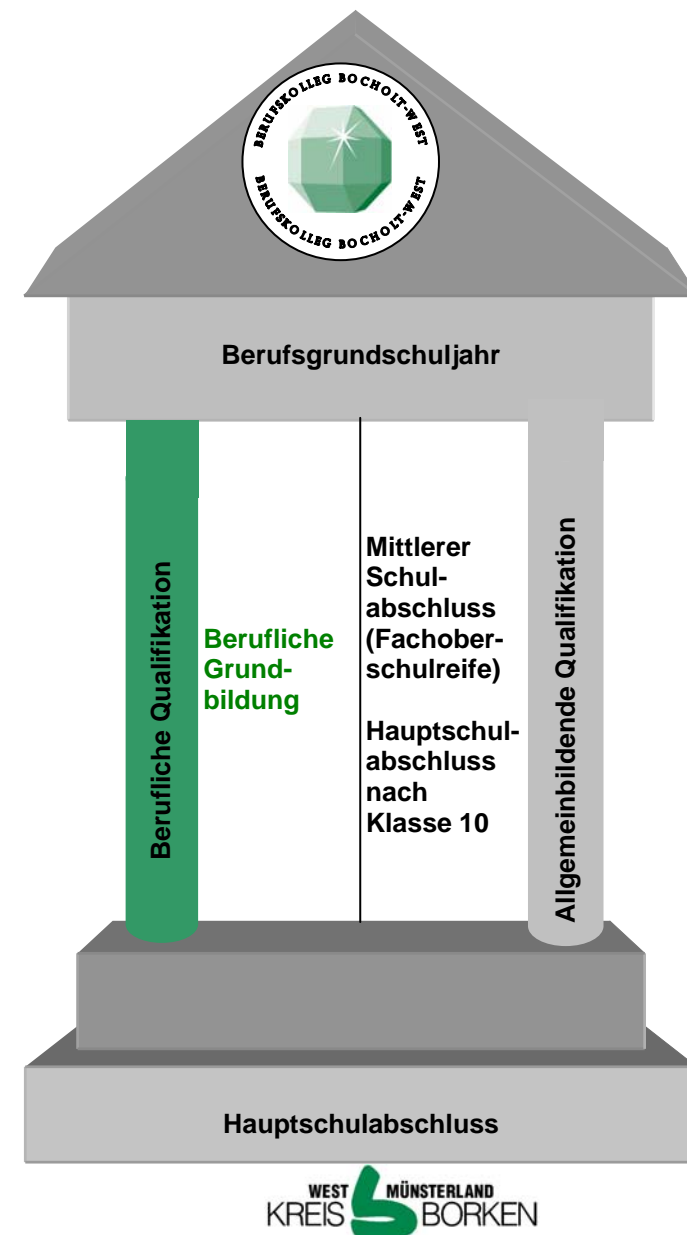 BERUFSKOLLEG BOCHOLT-WEST
BERUFSKOLLEG BOCHOLT-WEST
Berufsgrundschuljahr
Berufliche Qualifikation
Berufliche
Grund-
bildung
Mittlerer
Schul-
abschluss
(Fachober-
schulreife)
Hauptschul-
abschluss
nach
Klasse 10
Allgemeinbildende Qualifikation
Hauptschulabschluss
WEST MÜNSTERLAND
KREIS BORKEN